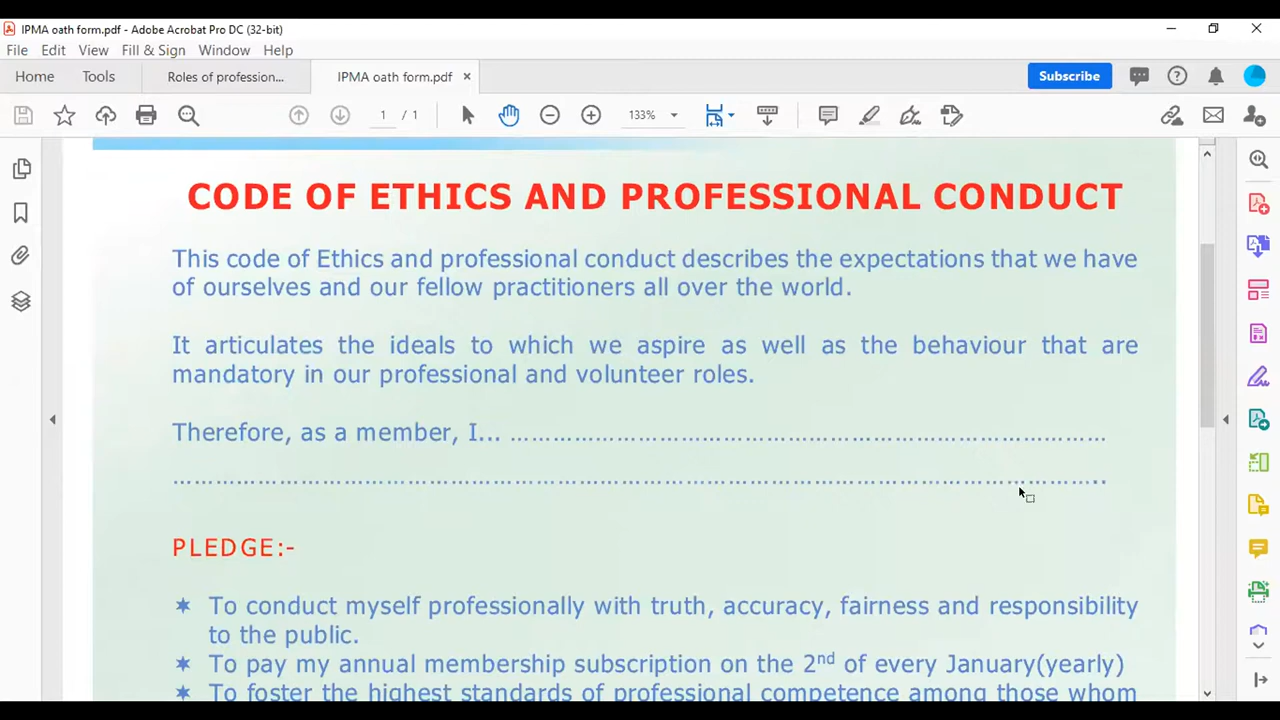 IPMA oath form.pdf - Adobe Acrobat Pro DC (32-bit)
File Edit View Fill & Sign Window Help
Home Tools Roles of profession... IPMA oath form.pdf × Subscribe
1 / 1 133%
CODE OF ETHICS AND PROFESSIONAL CONDUCT
This code of Ethics and professional conduct describes the expectations that we have
of ourselves and our fellow practitioners all over the world.
It articulates the ideals to which we aspire as well as the behaviour that are
mandatory in our professional and volunteer roles.
Therefore, as a member, I... ……………………………………………………………………………
………………………………………………………………………………………………………………………..
PLEDGE:-
✶ To conduct myself professionally with truth, accuracy, fairness and responsibility
to the public.
✶ To pay my annual membership subscription on the 2nd of every January(yearly)
✶ To foster the highest standards of professional competence among those whom